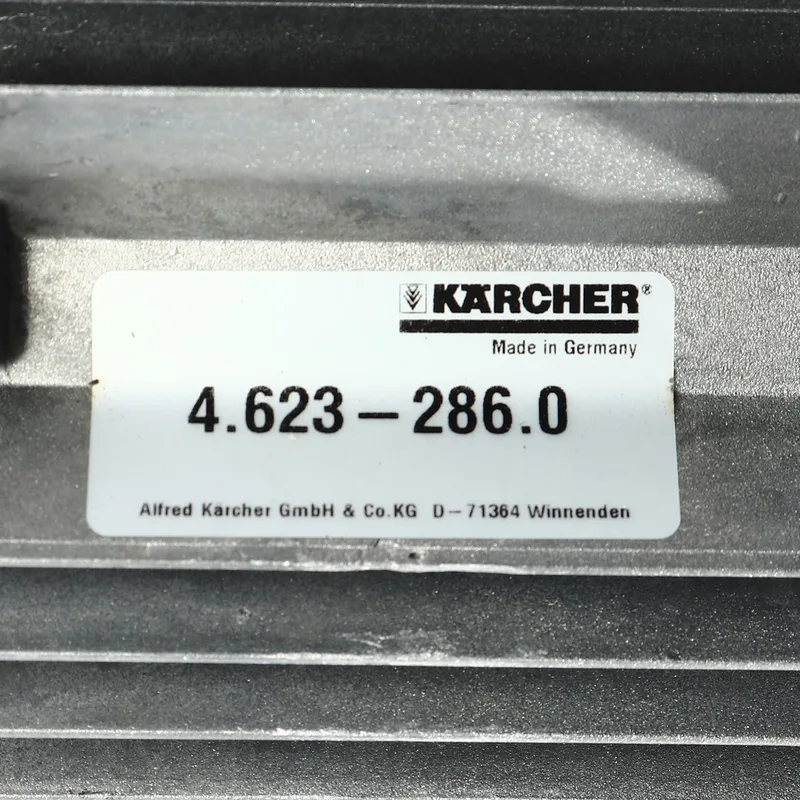 KÄRCHER®
Made in Germany
4.623-286.0
Alfred Kärcher GmbH & Co.KG D-71364 Winnenden